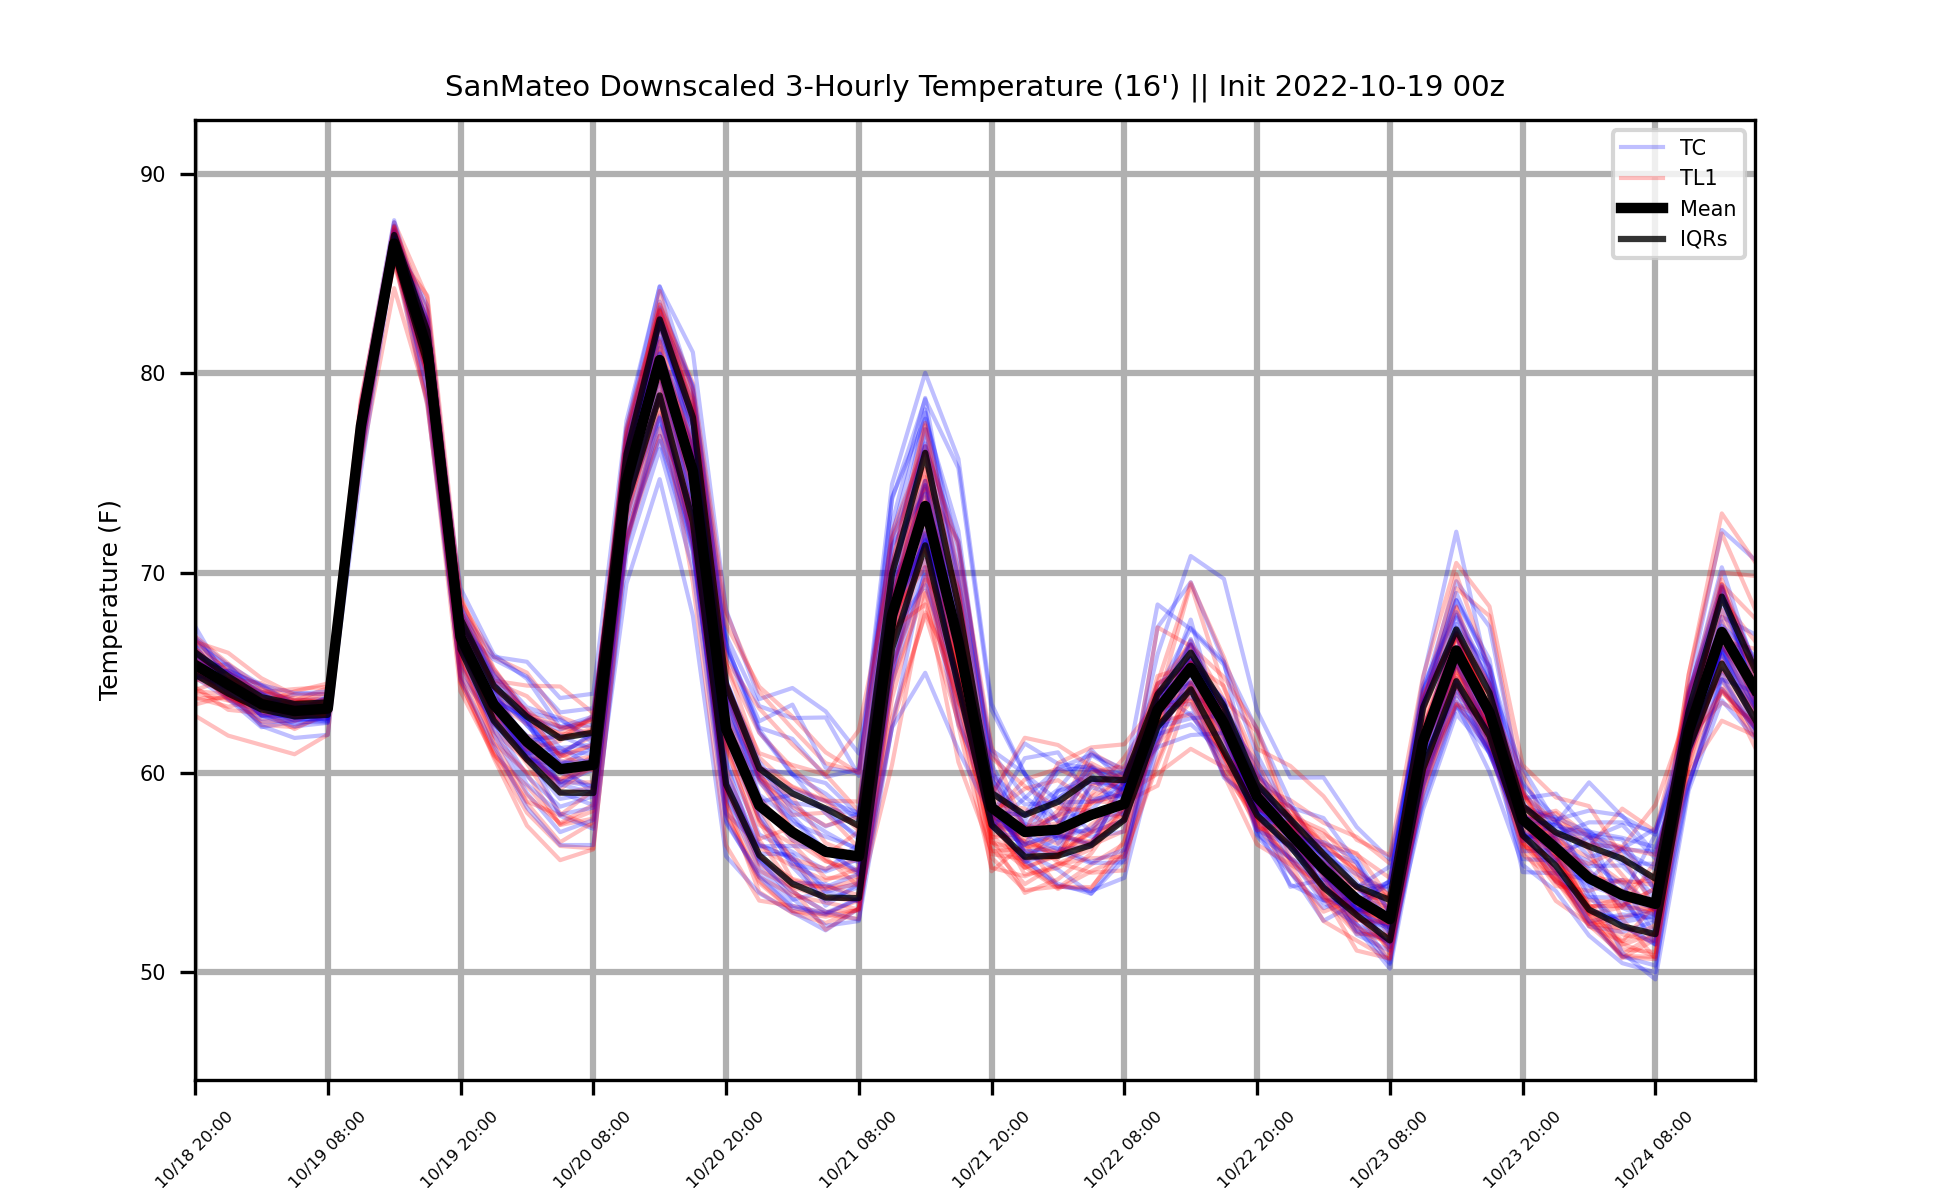 SanMateo Downscaled 3-Hourly Temperature (16') || Init 2022-10-19 00z
TC
TL1
Mean
IQRs
Temperature (F)
90
80
70
60
50
10/18 20:00
10/19 08:00
10/19 20:00
10/20 08:00
10/20 20:00
10/21 08:00
10/21 20:00
10/22 08:00
10/22 20:00
10/23 08:00
10/23 20:00
10/24 08:00